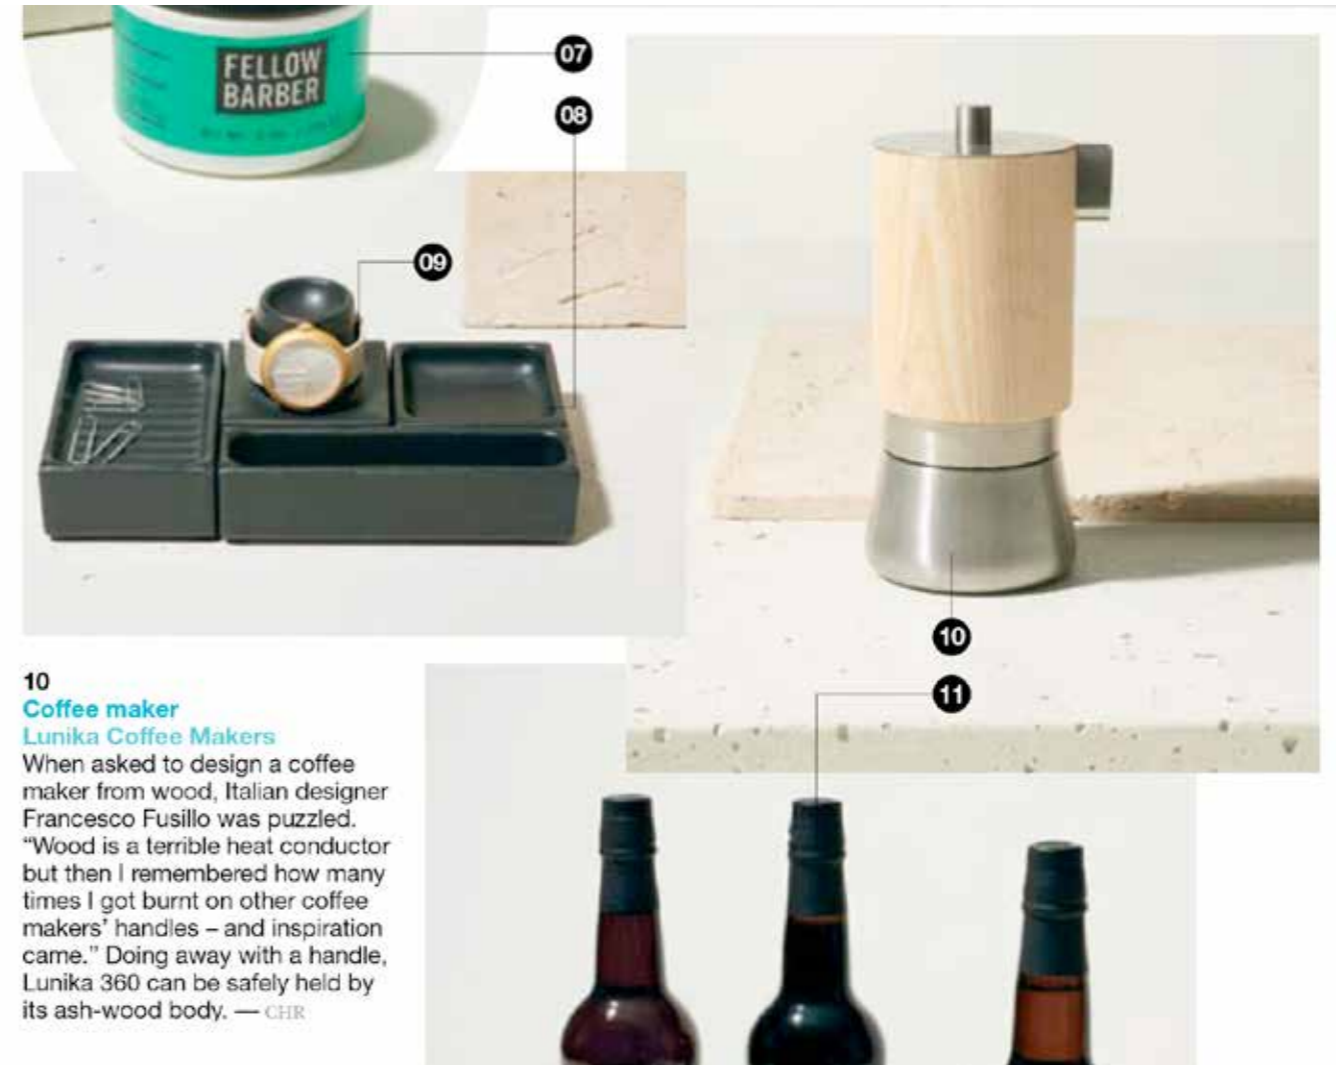 FELLOW
BARBER
07
08
09
10
11
10
Coffee maker
Lunika Coffee Makers
When asked to design a coffee
maker from wood, Italian designer
Francesco Fusillo was puzzled.
“Wood is a terrible heat conductor
but then I remembered how many
times I got burnt on other coffee
makers’ handles – and inspiration
came.” Doing away with a handle,
Lunika 360 can be safely held by
its ash-wood body. — CHR